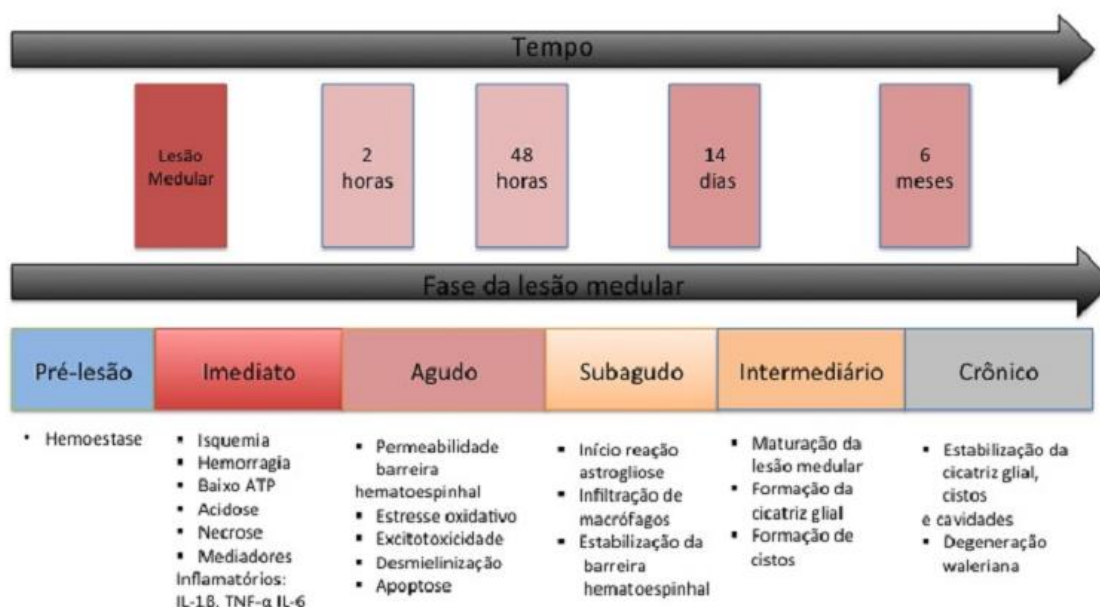 Tempo
Lesão
Medular
2
horas
48
horas
14
dias
6
meses
Fase da lesão medular
Pré-lesão
Imediato
Agudo
Subagudo
Intermediário
Crônico
▪ Hemoestase
▪ Isquemia
▪ Hemorragia
▪ Baixo ATP
▪ Acidose
▪ Necrose
▪ Mediadores
Inflamatórios:
IL-1ß, TNF-α IL-6
▪ Permeabilidade
barreira
hematoespinhal
▪ Estresse oxidativo
▪ Excitotoxicidade
▪ Desmielinização
▪ Apoptose
▪ Início reação
astrogliose
▪ Infiltração de
macrófagos
▪ Estabilização da
barreira
hematoespinhal
▪ Maturação da
lesão medular
▪ Formação da
cicatriz glial
▪ Formação de
cistos
▪ Estabilização da
cicatriz glial,
cistos
e cavidades
▪ Degeneração
waleriana